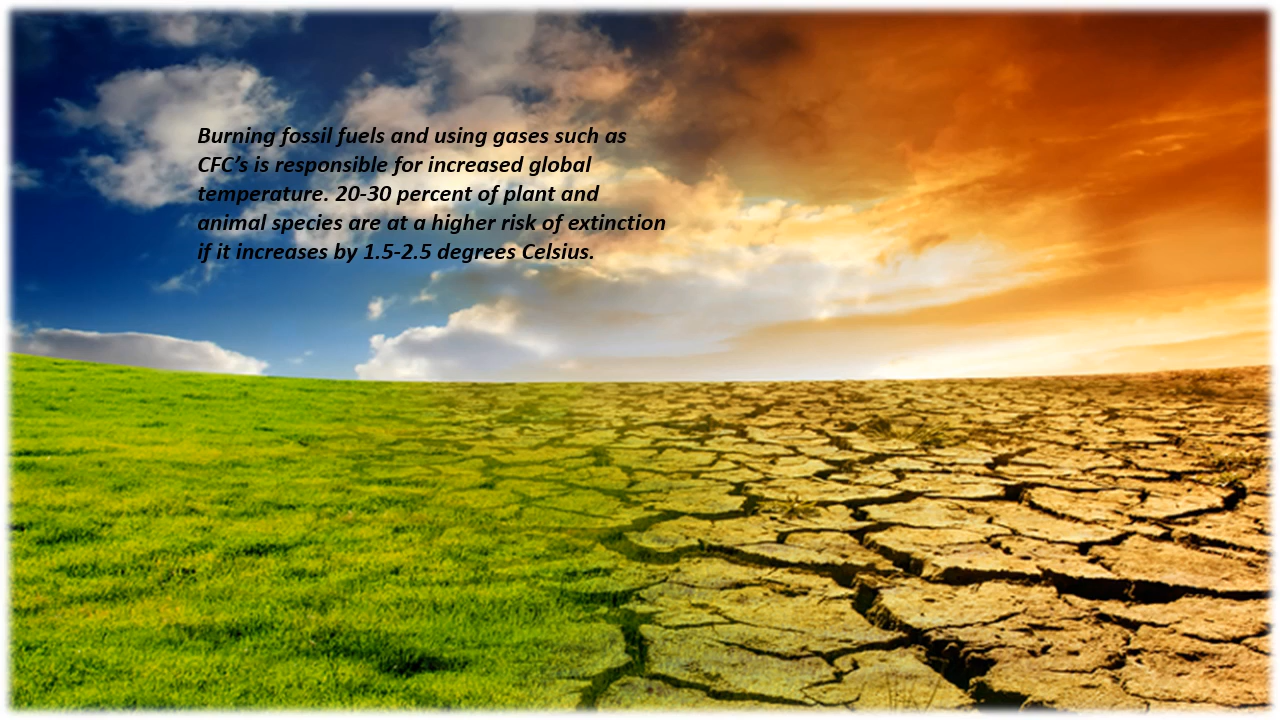 Burning fossil fuels and using gases such as
CFC’s is responsible for increased global
temperature. 20-30 percent of plant and
animal species are at a higher risk of extinction
if it increases by 1.5-2.5 degrees Celsius.